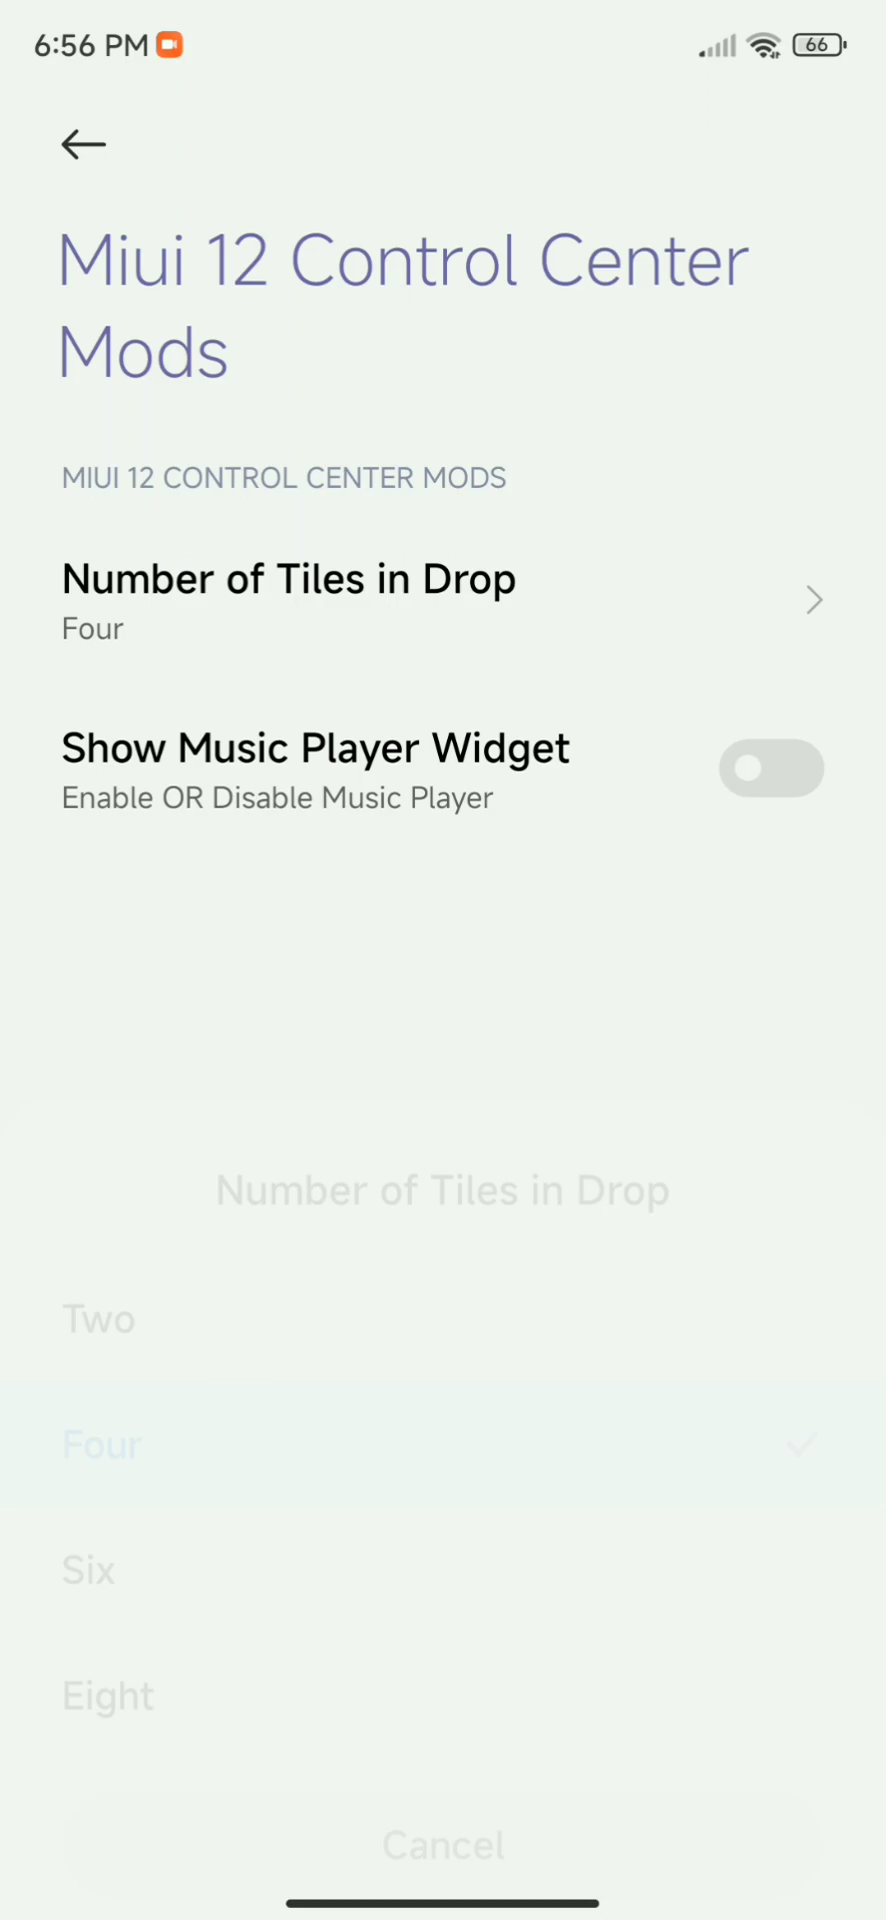 6:56 PM
66
Miui 12 Control Center
Mods
MIUI 12 CONTROL CENTER MODS
Number of Tiles in Drop
Four
Show Music Player Widget
Enable OR Disable Music Player
Number of Tiles in Drop
Two
Four
Six
Eight
Cancel